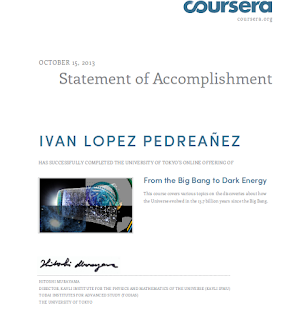 coursera
coursera.org
OCTOBER 15, 2013
Statement of Accomplishment
IVAN LOPEZ PEDREAÑEZ
HAS SUCCESSFULLY COMPLETED THE UNIVERSITY OF TOKYO'S ONLINE OFFERING OF
From the Big Bang to Dark Energy
This course covers various topics on the discoveries about how
the Universe evolved in the 13.7 billion years since the Big Bang.
HITOSHI MURAYAMA
DIRECTOR, KAVLI INSTITUTE FOR THE PHYSICS AND MATHEMATICS OF THE UNIVERSE (KAVLI IPMU)
TODAI INSTITUTES FOR ADVANCED STUDY (TODIAS)
THE UNIVERSITY OF TOKYO